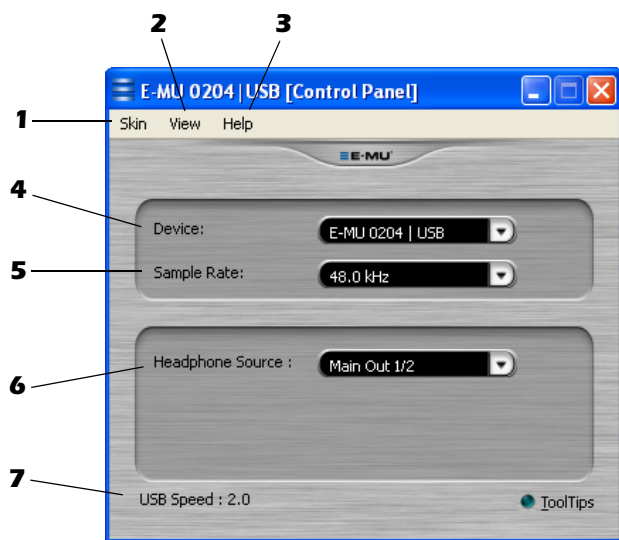 2 3
E-MU 0204 | USB [Control Panel]
1
Skin View Help
E-MU
4
Device: E-MU 0204 | USB
5
Sample Rate: 48.0 kHz
Headphone Source : Main Out 1/2
6
7
USB Speed : 2.0 ToolTips